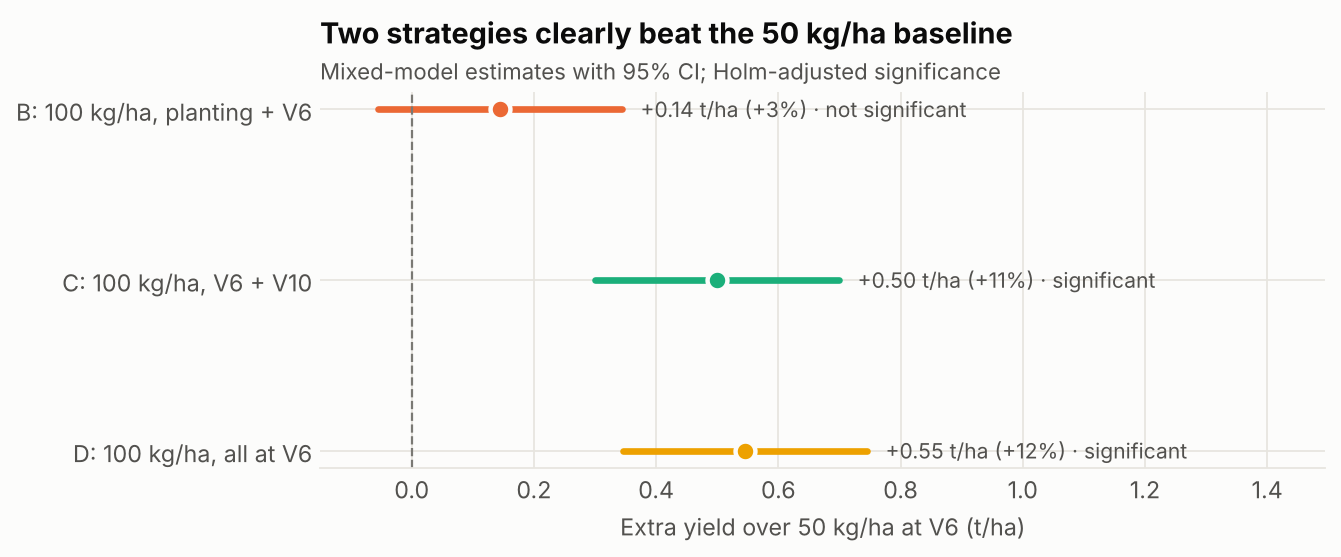 Two strategies clearly beat the 50 kg/ha baseline
Mixed-model estimates with 95% CI; Holm-adjusted significance
B: 100 kg/ha, planting + V6
+0.14 t/ha (+3%) · not significant
C: 100 kg/ha, V6 + V10
+0.50 t/ha (+11%) · significant
D: 100 kg/ha, all at V6
+0.55 t/ha (+12%) · significant
0.0 0.2 0.4 0.6 0.8 1.0 1.2 1.4
Extra yield over 50 kg/ha at V6 (t/ha)